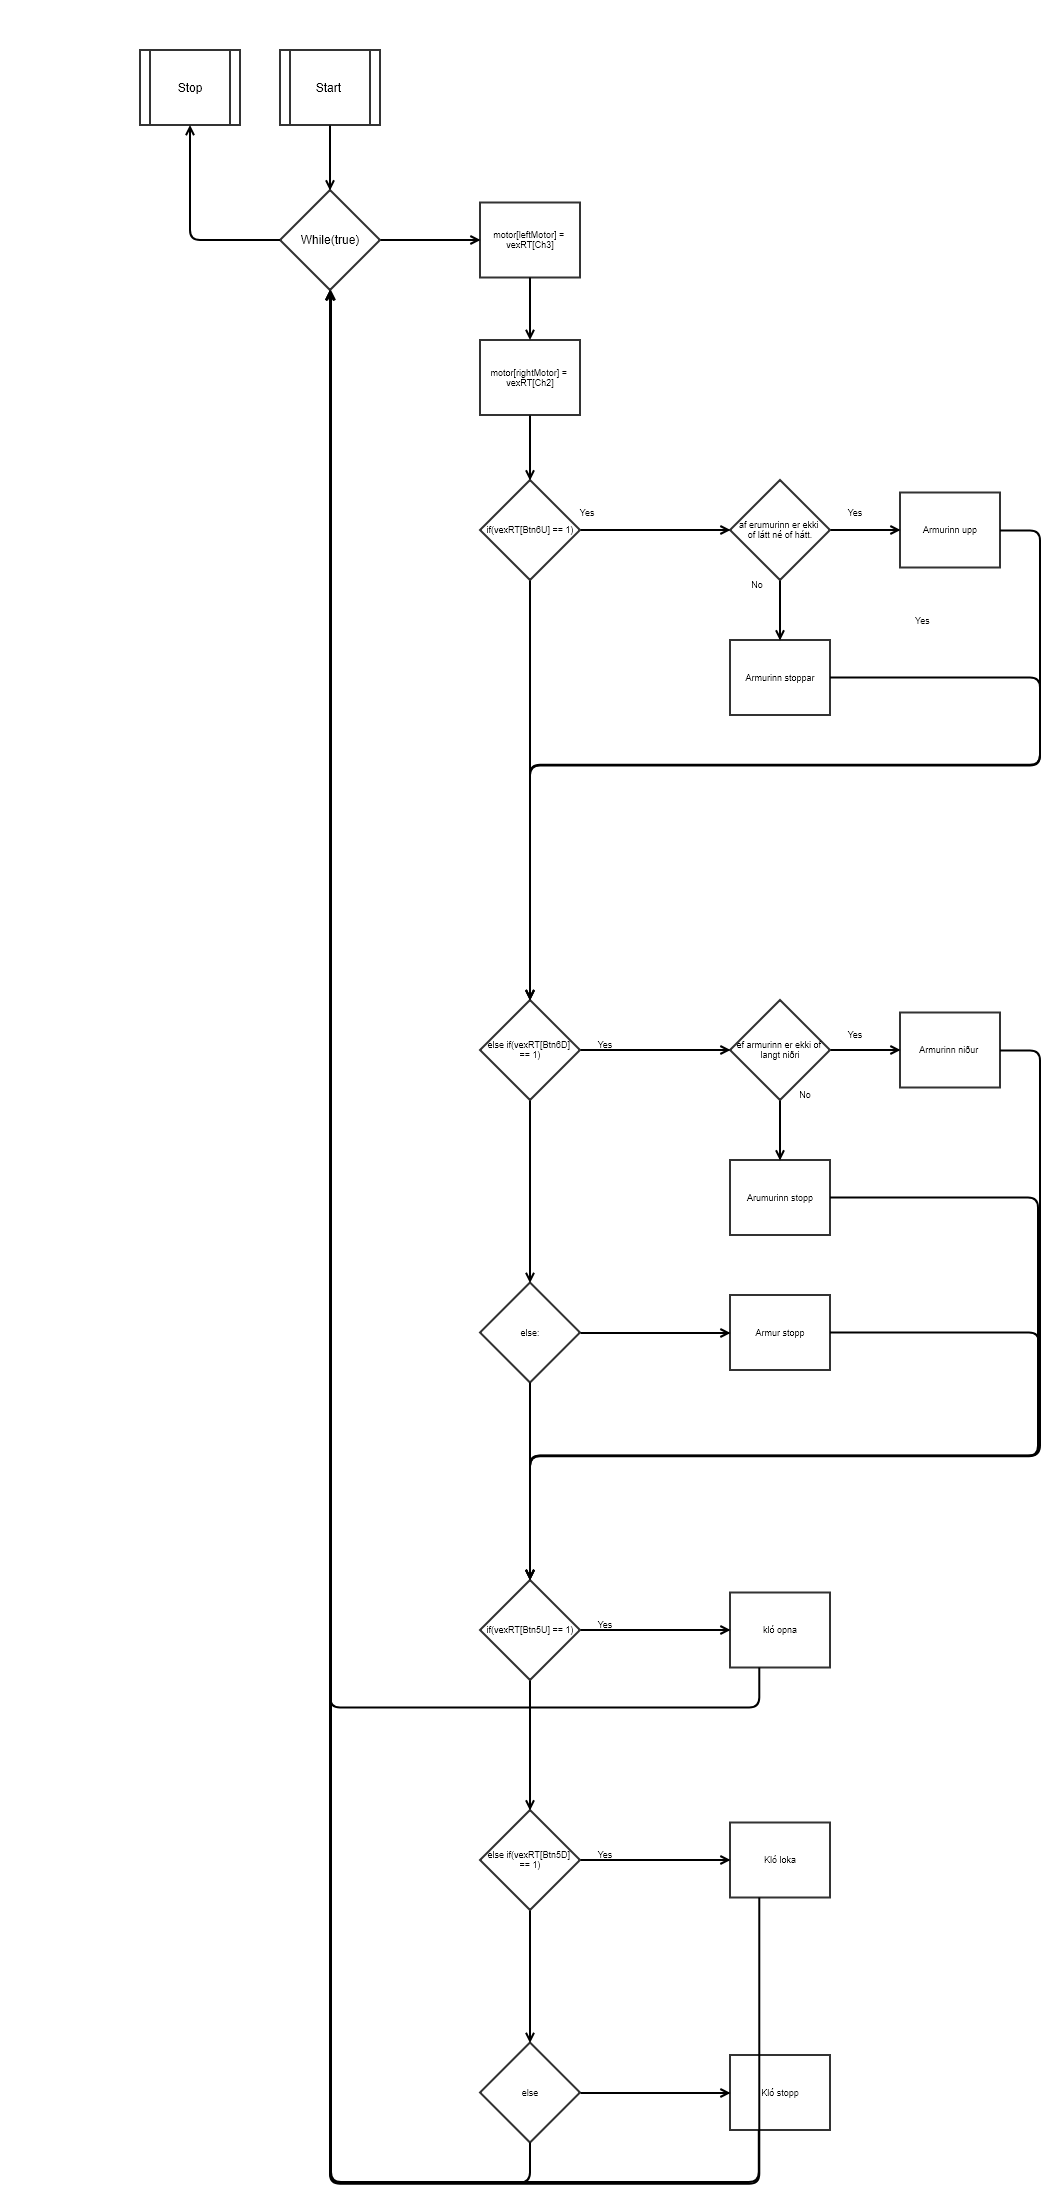 Stop
Start
While(true)
motor[leftMotor] =
vexRT[Ch3]
motor[rightMotor] =
vexRT[Ch2]
if(vexRT[Btn6U] == 1)
Yes
af erumurinn er ekki
of látt né of hátt.
Yes
Armurinn upp
No
Yes
Armurinn stoppar
else if(vexRT[Btn6D]
== 1)
Yes
ef armurinn er ekki of
langt niðri
Yes
Armurinn niður
No
Arumurinn stopp
else:
Armur stopp
if(vexRT[Btn5U] == 1)
Yes
kló opna
else if(vexRT[Btn5D]
== 1)
Yes
Kló loka
else
Kló stopp